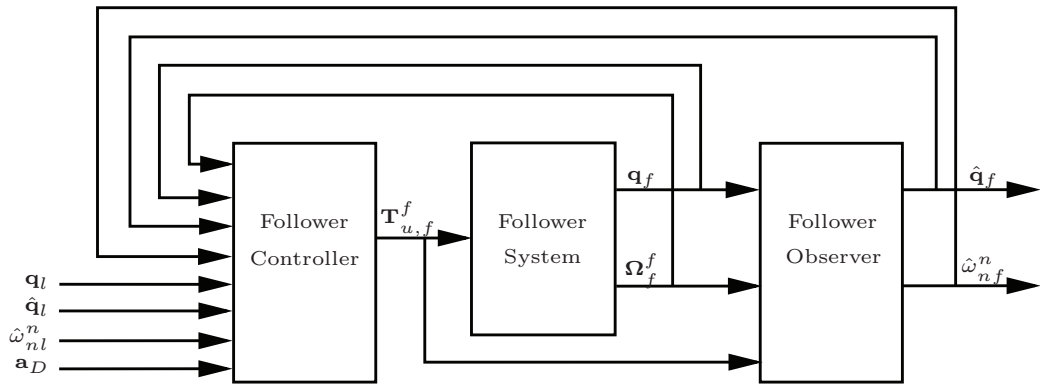 𝐪_f
𝐪̂_f
Follower
Controller
𝐓^f_{u,f}
Follower
System
Follower
Observer
𝛀^f_f
ω̂^n_{nf}
𝐪_l
𝐪̂_l
ω̂^n_{nl}
𝐚_D